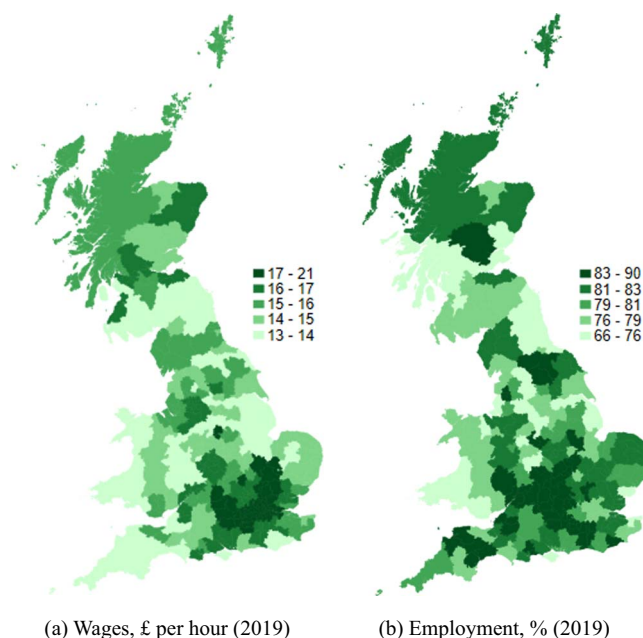 17 - 21
16 - 17
15 - 16
14 - 15
13 - 14
83 - 90
81 - 83
79 - 81
76 - 79
66 - 76
(a) Wages, £ per hour (2019)
(b) Employment, % (2019)